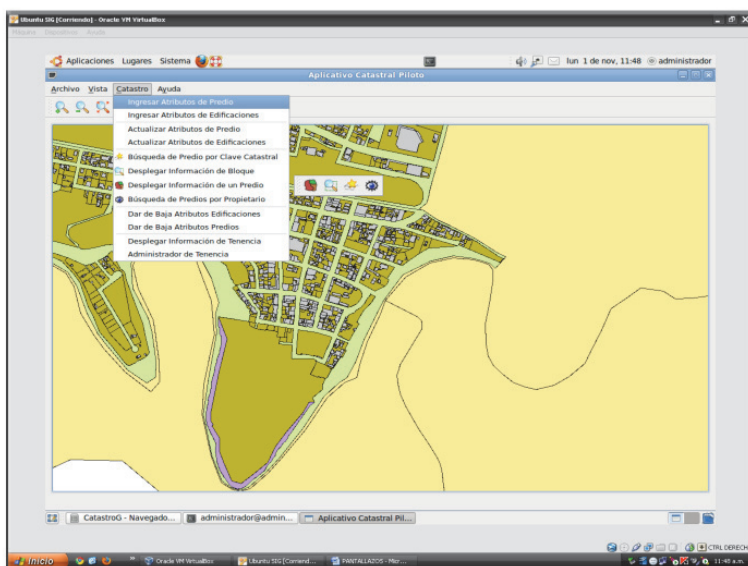 Ubuntu SIG [Corriendo] - Oracle VM VirtualBox
Máquina Dispositivos Ayuda
Aplicaciones Lugares Sistema lun 1 de nov, 11:48 administrador
Aplicativo Catastral Piloto
Archivo Vista Catastro Ayuda
Ingresar Atributos de Predio
Ingresar Atributos de Edificaciones
Actualizar Atributos de Predio
Actualizar Atributos de Edificaciones
Búsqueda de Predio por Clave Catastral
Desplegar Información de Bloque
Desplegar Información de un Predio
Búsqueda de Predios por Propietario
Dar de Baja Atributos Edificaciones
Dar de Baja Atributos Predios
Desplegar Información de Tenencia
Administrador de Tenencia
CatastroG - Navegado... administrador@admin... Aplicativo Catastral Pil...
CTRL DERECHA
Inicio Oracle VM VirtualBox Ubuntu SIG [Corriend... PANTALLAZOS - Micr... 11:48 a.m.